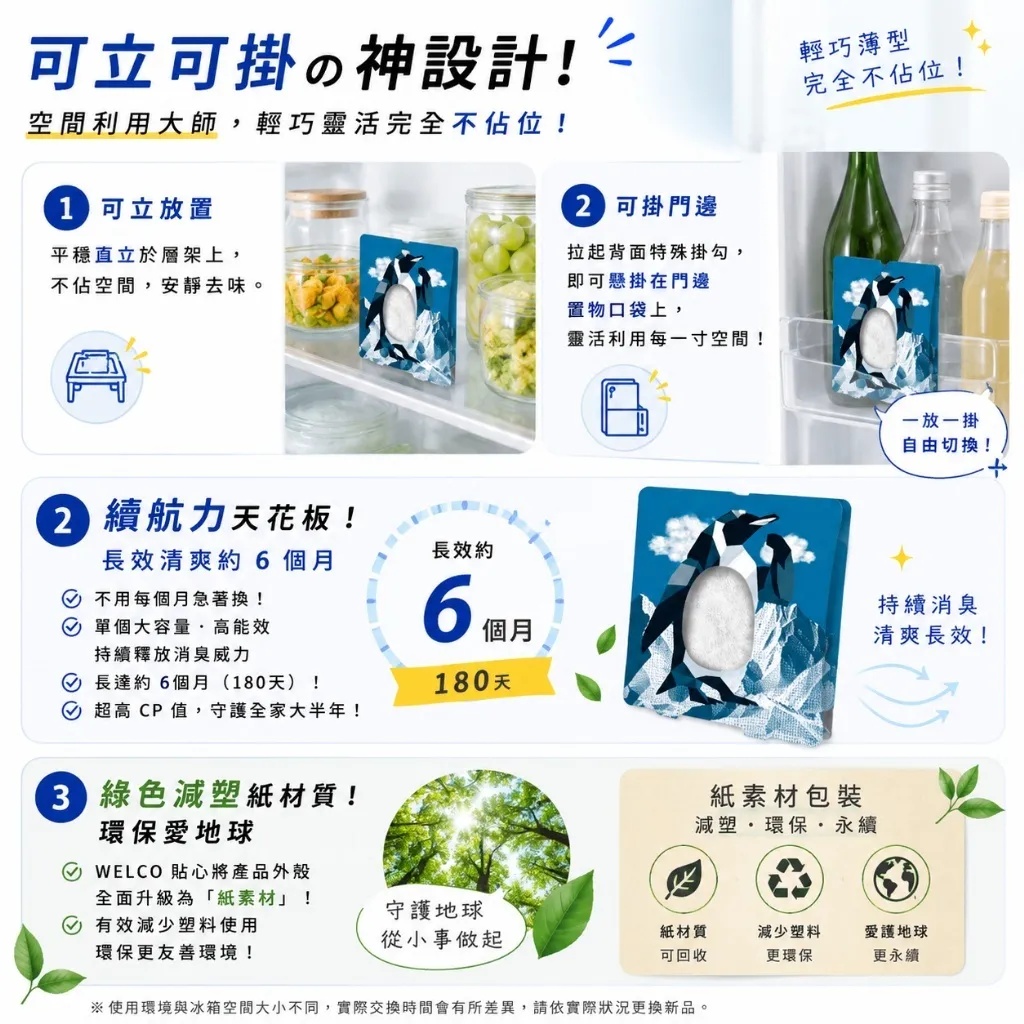 可立可掛の神設計!
空間利用大師，輕巧靈活完全不佔位！
輕巧薄型
完全不佔位！
1 可立放置
平穩直立於層架上，
不佔空間，安靜去味。
2 可掛門邊
拉起背面特殊掛勾，
即可懸掛在門邊
置物口袋上，
靈活利用每一寸空間！
一放一掛
自由切換！
2 續航力天花板！
長效清爽約 6 個月
不用每個月急著換！
單個大容量・高能效
持續釋放消臭威力
長達約 6個月（180天）！
超高 CP 值，守護全家大半年！
長效約
6個月
180天
持續消臭
清爽長效！
3 綠色減塑紙材質！
環保愛地球
WELCO 貼心將產品外殼
全面升級為「紙素材」！
有效減少塑料使用
環保更友善環境！
守護地球
從小事做起
紙素材包裝
減塑・環保・永續
紙材質
可回收
減少塑料
更環保
愛護地球
更永續
※ 使用環境與冰箱空間大小不同，實際交換時間會有所差異，請依實際狀況更換新品。